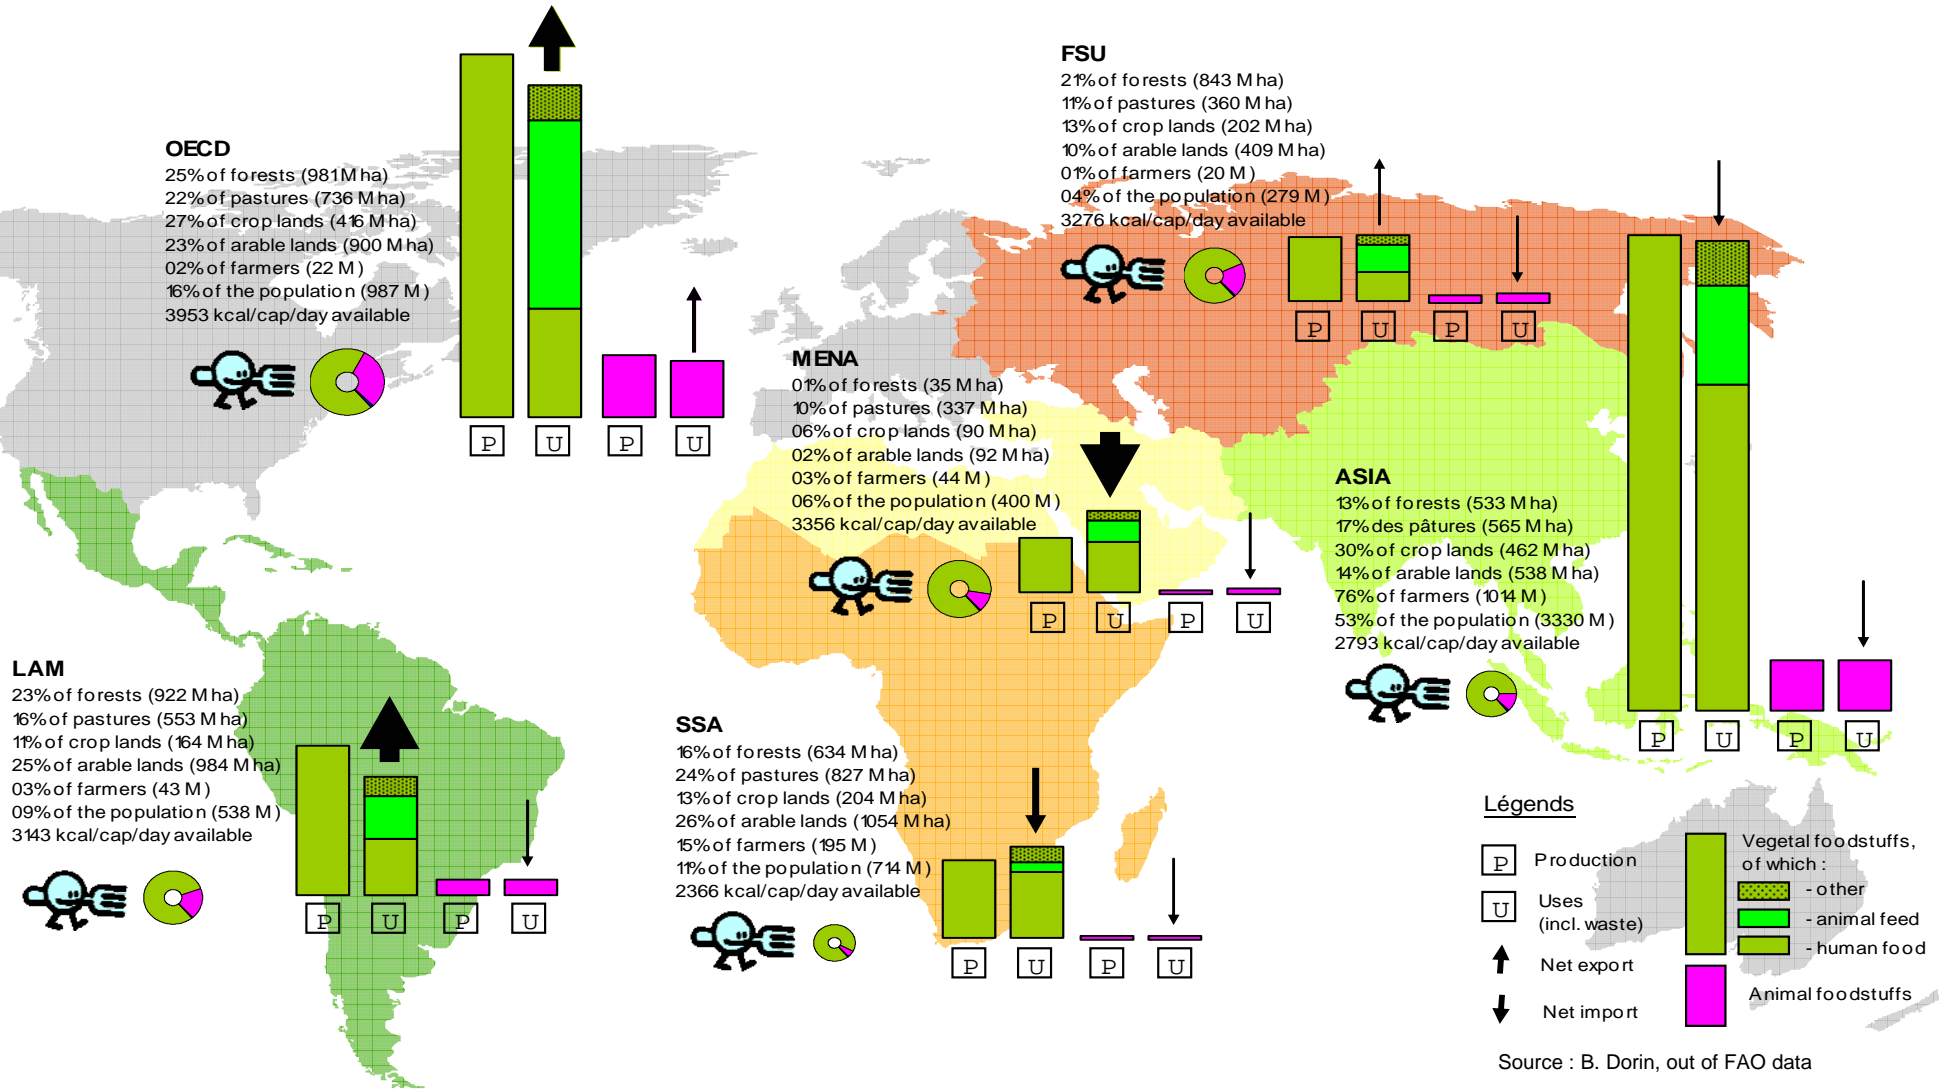 OECD
25% of forests (981 M ha)
22% of pastures (736 M ha)
27% of crop lands (416 M ha)
23% of arable lands (900 M ha)
02% of farmers (22 M)
16% of the population (987 M)
3953 kcal/cap/day available
P U P U
FSU
21% of forests (843 M ha)
11% of pastures (360 M ha)
13% of crop lands (202 M ha)
10% of arable lands (409 M ha)
01% of farmers (20 M)
04% of the population (279 M)
3276 kcal/cap/day available
P U P U
MENA
01% of forests (35 M ha)
10% of pastures (337 M ha)
06% of crop lands (90 M ha)
02% of arable lands (92 M ha)
03% of farmers (44 M)
06% of the population (400 M)
3356 kcal/cap/day available
P U P U
ASIA
13% of forests (533 M ha)
17% des pâtures (565 M ha)
30% of crop lands (462 M ha)
14% of arable lands (538 M ha)
76% of farmers (1014 M)
53% of the population (3330 M)
2793 kcal/cap/day available
P U P U
LAM
23% of forests (922 M ha)
16% of pastures (553 M ha)
11% of crop lands (164 M ha)
25% of arable lands (984 M ha)
03% of farmers (43 M)
09% of the population (538 M)
3143 kcal/cap/day available
P U P U
SSA
16% of forests (634 M ha)
24% of pastures (827 M ha)
13% of crop lands (204 M ha)
26% of arable lands (1054 M ha)
15% of farmers (195 M)
11% of the population (714 M)
2366 kcal/cap/day available
P U P U
Légends
P Production
U Uses
(incl. waste)
Net export
Net import
Vegetal foodstuffs,
of which :
- other
- animal feed
- human food
Animal foodstuffs
Source : B. Dorin, out of FAO data